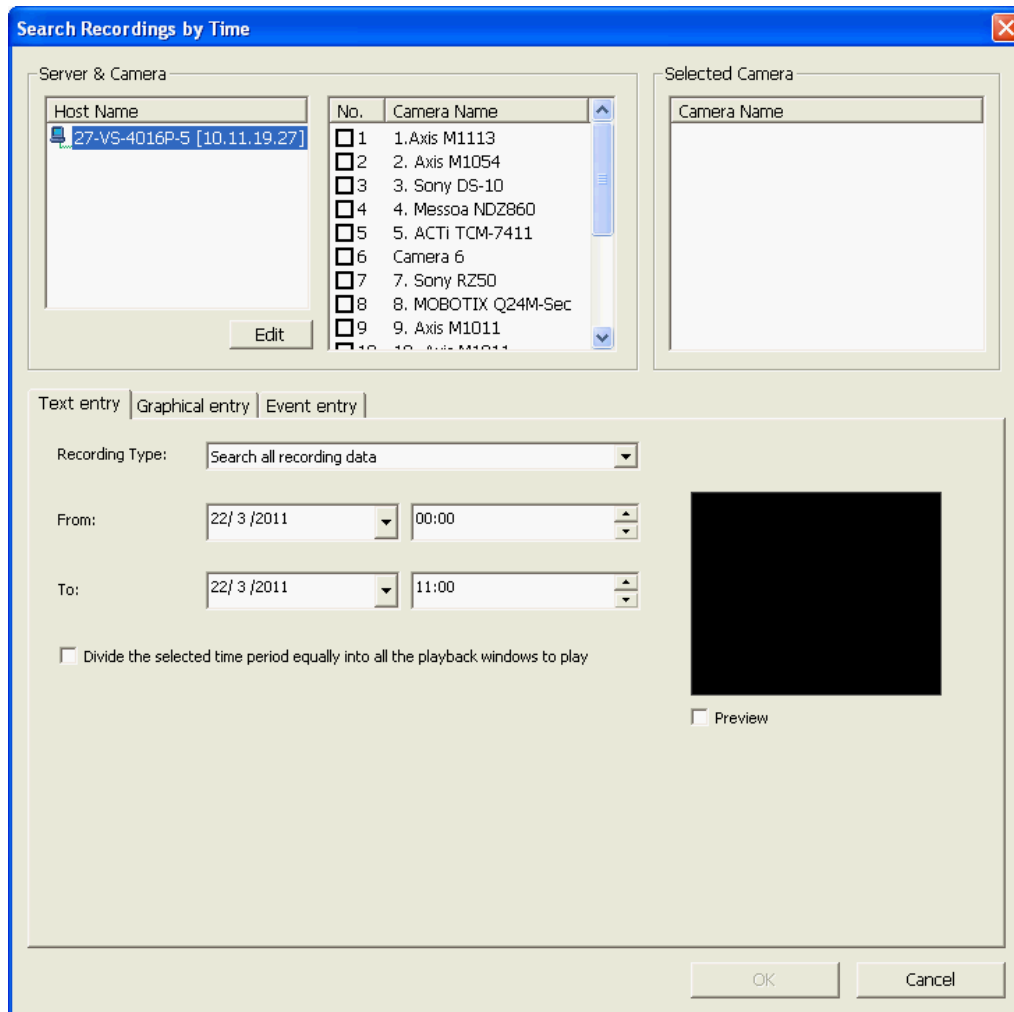 Search Recordings by Time
Server & Camera
Host Name
27-VS-4016P-5 [10.11.19.27]
Edit
No. Camera Name
1 1.Axis M1113
2 2. Axis M1054
3 3. Sony DS-10
4 4. Messoa NDZ860
5 5. ACTi TCM-7411
6 Camera 6
7 7. Sony RZ50
8 8. MOBOTIX Q24M-Sec
9 9. Axis M1011
Selected Camera
Camera Name
Text entry Graphical entry Event entry
Recording Type: Search all recording data
From: 22/ 3 /2011 00:00
To: 22/ 3 /2011 11:00
Divide the selected time period equally into all the playback windows to play
Preview
OK Cancel